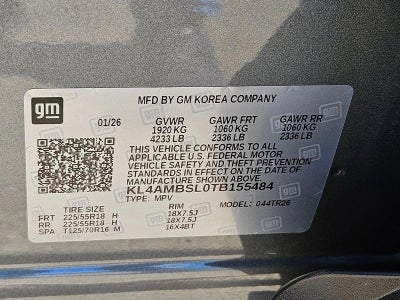 gm
MFD BY GM KOREA COMPANY
01/26 GVWR GAWR FRT GAWR RR
1920 KG 1060 KG 1060 KG
4233 LB 2336 LB 2336 LB
THIS VEHICLE CONFORMS TO ALL
APPLICABLE U.S. FEDERAL MOTOR
VEHICLE SAFETY AND THEFT PREVENTION
STANDARDS IN EFFECT ON THE DATE OF
MANUFACTURE SHOWN ABOVE.
KL4AMBSL0TB155484
TYPE: MPV MODEL: 044TR26
TIRE SIZE RIM
FRT 225/55R18 H 18X7.5J
RR 225/55R18 H 18X7.5J
SPA T125/70R16 M 16X4BT